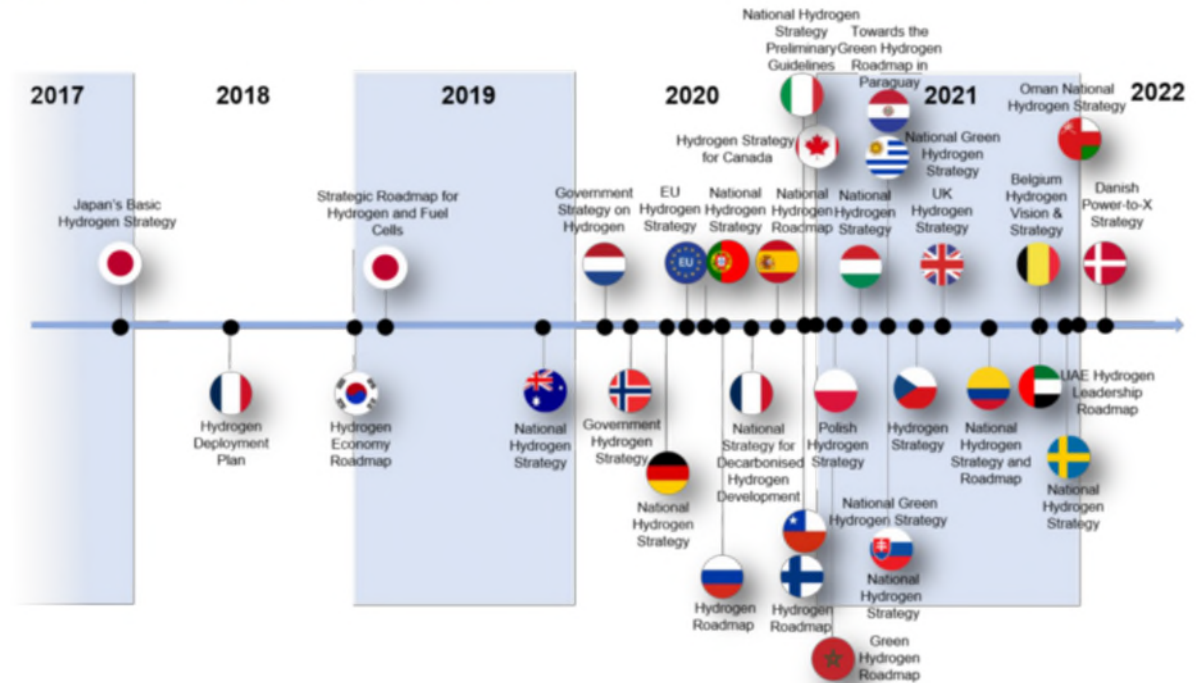 2017
2018
2019
2020
2021
2022
National Hydrogen
Strategy
Preliminary
Guidelines
Towards the
Green Hydrogen
Roadmap in
Paraguay
Oman National
Hydrogen Strategy
Hydrogen Strategy
for Canada
National Green
Hydrogen
Strategy
Japan's Basic
Hydrogen Strategy
Strategic Roadmap for
Hydrogen and Fuel
Cells
Government
Strategy on
Hydrogen
EU
Hydrogen
Strategy
National
Hydrogen
Strategy
National
Hydrogen
Roadmap
National
Hydrogen
Strategy
UK
Hydrogen
Strategy
Belgium
Hydrogen
Vision &
Strategy
Danish
Power-to-X
Strategy
EU
Hydrogen
Deployment
Plan
Hydrogen
Economy
Roadmap
National
Hydrogen
Strategy
Government
Hydrogen
Strategy
National
Hydrogen
Strategy
National
Strategy for
Decarbonised
Hydrogen
Development
Polish
Hydrogen
Strategy
Hydrogen
Strategy
National
Hydrogen
Strategy and
Roadmap
UAE Hydrogen
Leadership
Roadmap
National
Hydrogen
Strategy
National Green
Hydrogen Strategy
National
Hydrogen
Strategy
Hydrogen
Roadmap
Hydrogen
Roadmap
Green
Hydrogen
Roadmap